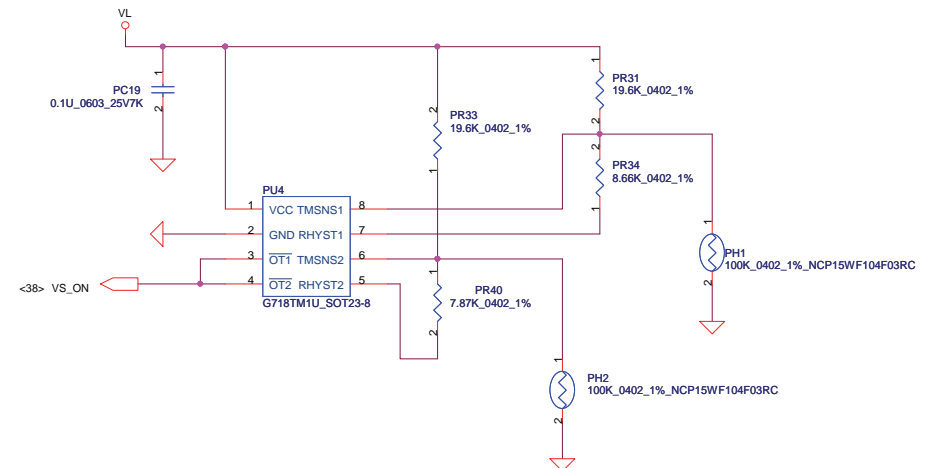 VL
1
PC19
0.1U_0603_25V7K
2
2
PR33
19.6K_0402_1%
1
1
PR31
19.6K_0402_1%
2
2
PR34
8.66K_0402_1%
1
PU4
1 VCC TMSNS1 8
2 GND RHYST1 7
3 OT1 TMSNS2 6
4 OT2 RHYST2 5
G718TM1U_SOT23-8
<38> VS_ON
1
PR40
7.87K_0402_1%
2
1
PH1
100K_0402_1%_NCP15WF104F03RC
2
1
PH2
100K_0402_1%_NCP15WF104F03RC
2